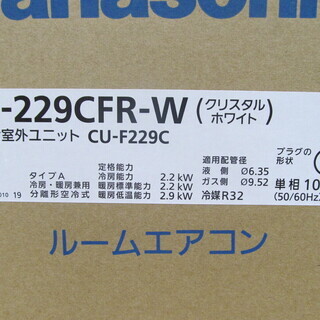 Panasonic
-229CFR-W (クリスタル
ホワイト)
室外ユニット CU-F229C
タイプA
冷房・暖房兼用
分離形空冷式
19
定格能力
冷房能力 2.2 kW
暖房標準能力 2.2 kW
暖房低温能力 2.9 kW
適用配管径
液 側 Ø6.35
ガス側 Ø9.52
冷媒R32
プラグの
形状
単相10
(50/60Hz)
ルームエアコン